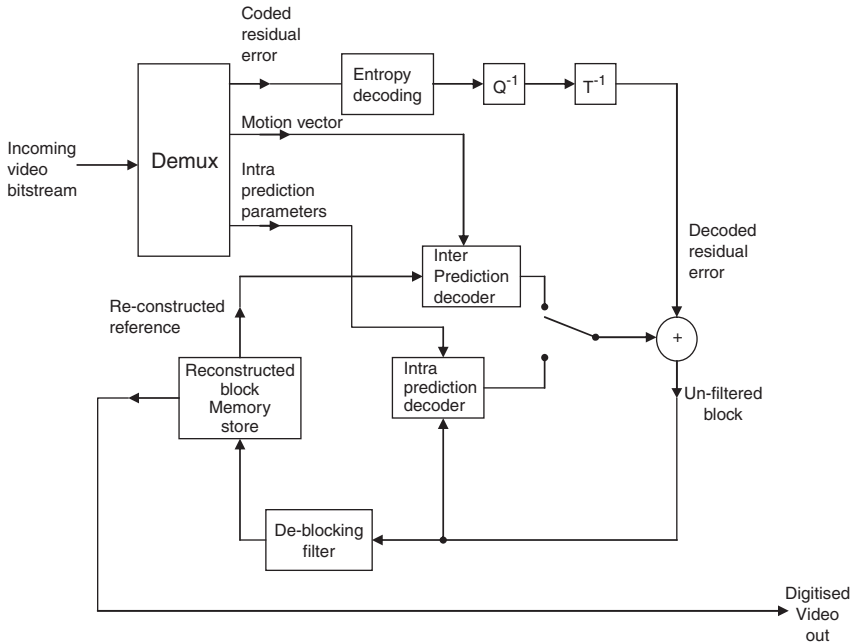 Coded
residual
error
Entropy
decoding
Q-1
T-1
Motion vector
Incoming
video
bitstream
Demux
Intra
prediction
parameters
Decoded
residual
error
Inter
Prediction
decoder
Re-constructed
reference
+
Reconstructed
block
Memory
store
Intra
prediction
decoder
Un-filtered
block
De-blocking
filter
Digitised
Video
out